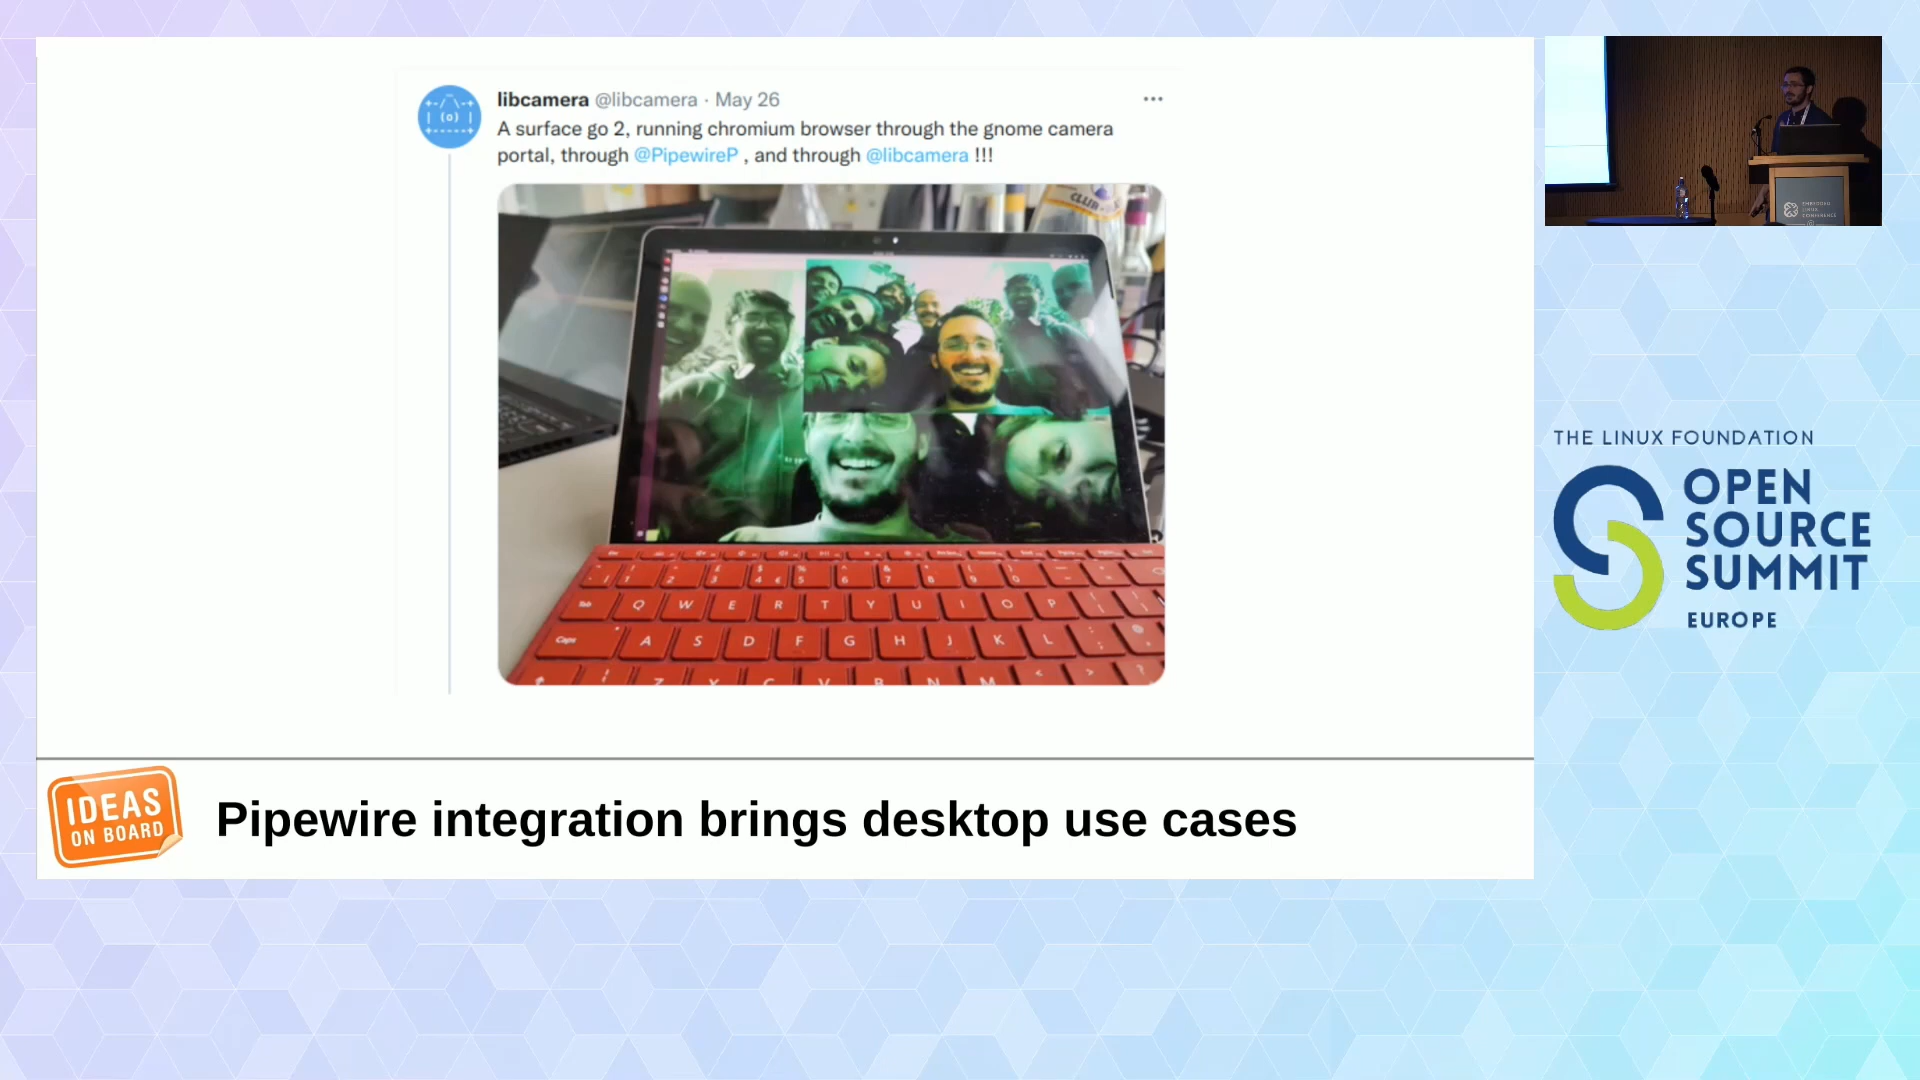 libcamera @libcamera · May 26
A surface go 2, running chromium browser through the gnome camera
portal, through @PipewireP , and through @libcamera !!!
Caps
Q W E R T Y U I O P
A S D F G H J K L
Z X C V B N M
IDEAS
ON BOARD
Pipewire integration brings desktop use cases
THE LINUX FOUNDATION
OPEN
SOURCE
SUMMIT
EUROPE